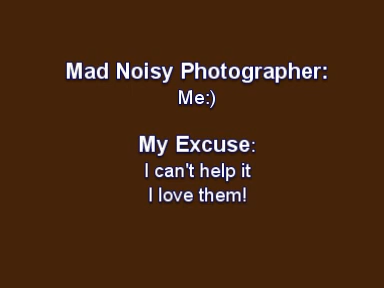 Mad Noisy Photographer:
Me:)
My Excuse:
I can't help it
I love them!